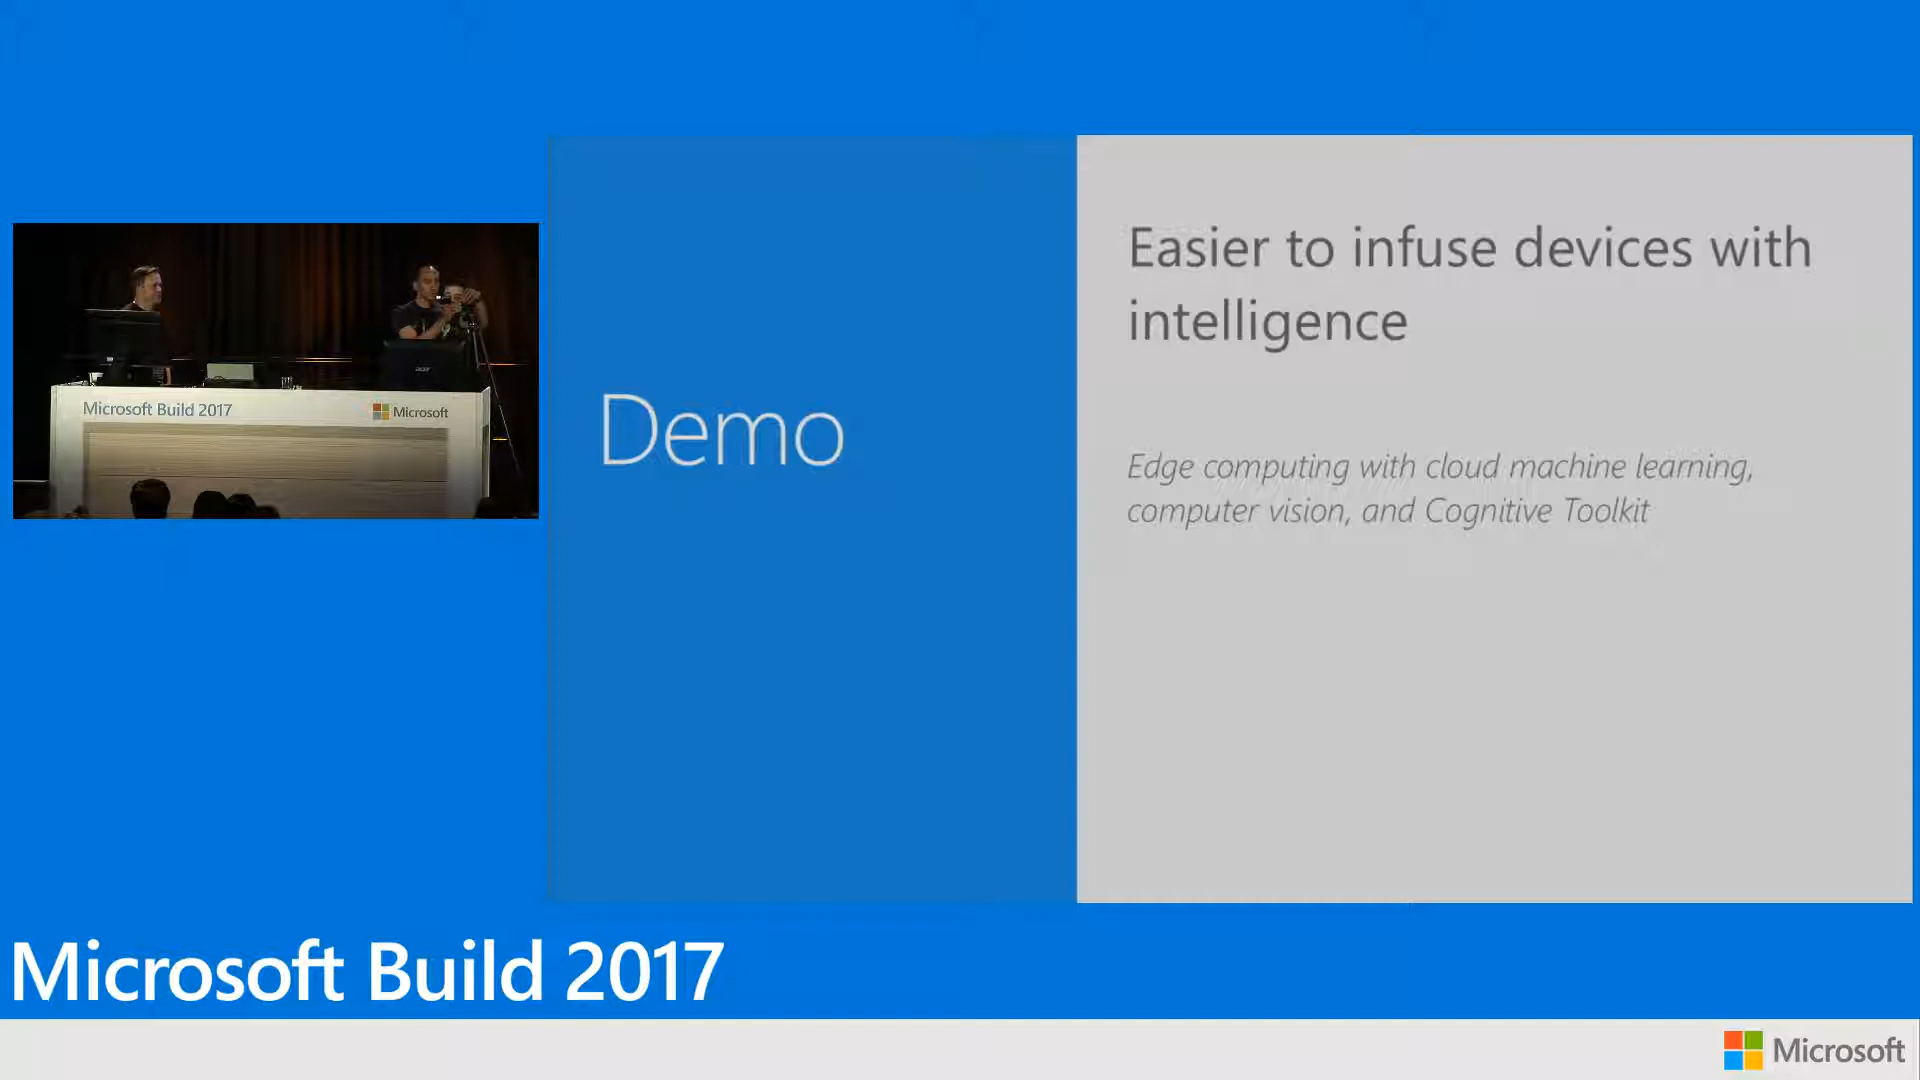 Easier to infuse devices with
intelligence
Demo
Edge computing with cloud machine learning,
computer vision, and Cognitive Toolkit
Microsoft Build 2017
Microsoft
acer
Microsoft Build 2017
Microsoft